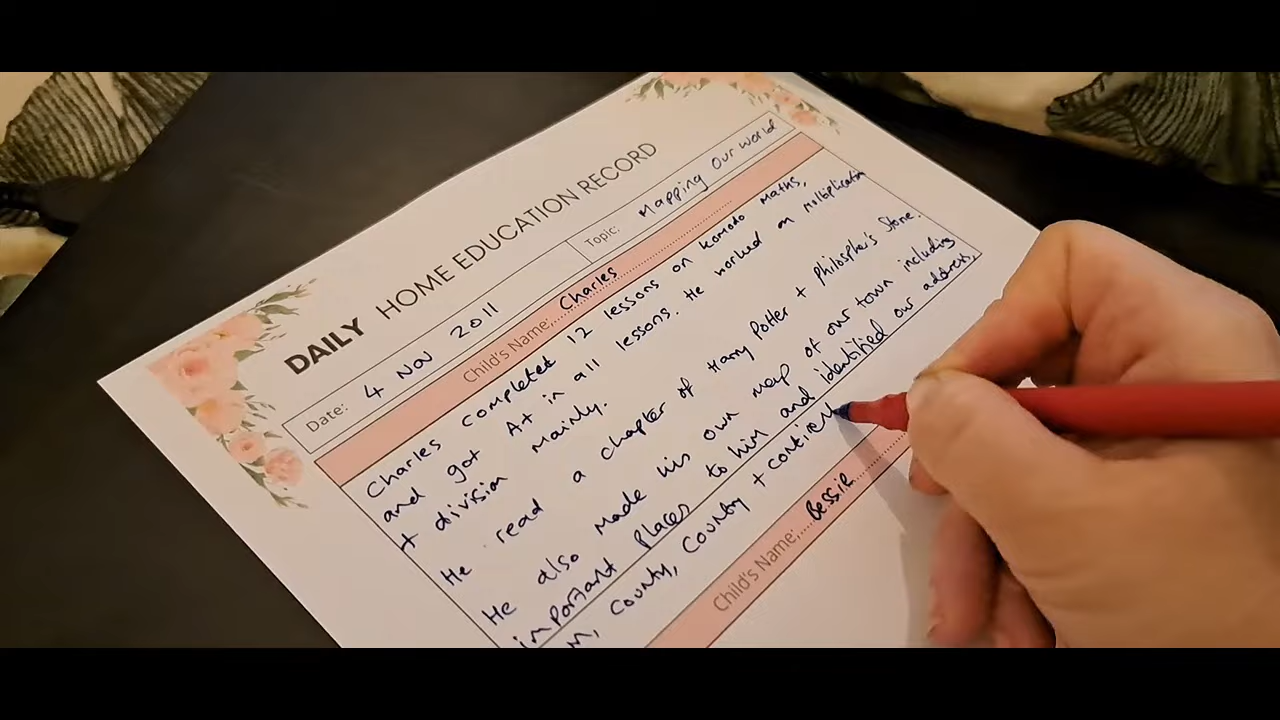 DAILY HOME EDUCATION RECORD
Date: 4 Nov 2011 Topic: Mapping Our World
Child's Name: Charles
Charles completed 12 lessons on komodo maths,
and got A+ in all lessons. He worked on multiplication
+ division mainly.
He read a chapter of Harry Potter + Philospher's Stone.
He also made his own map of our town including
important places to him and identified our address,
County, Country + continent
Child's Name: Bessie